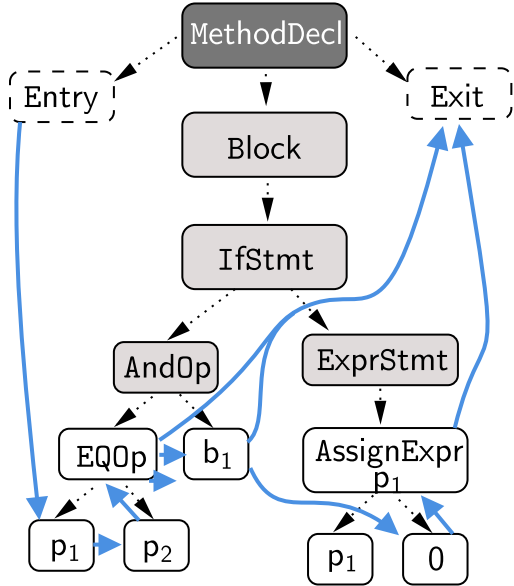 MethodDecl
Entry
Exit
Block
IfStmt
AndOp
ExprStmt
EQOp
b1
AssignExpr
p1
p1
p2
p1
0